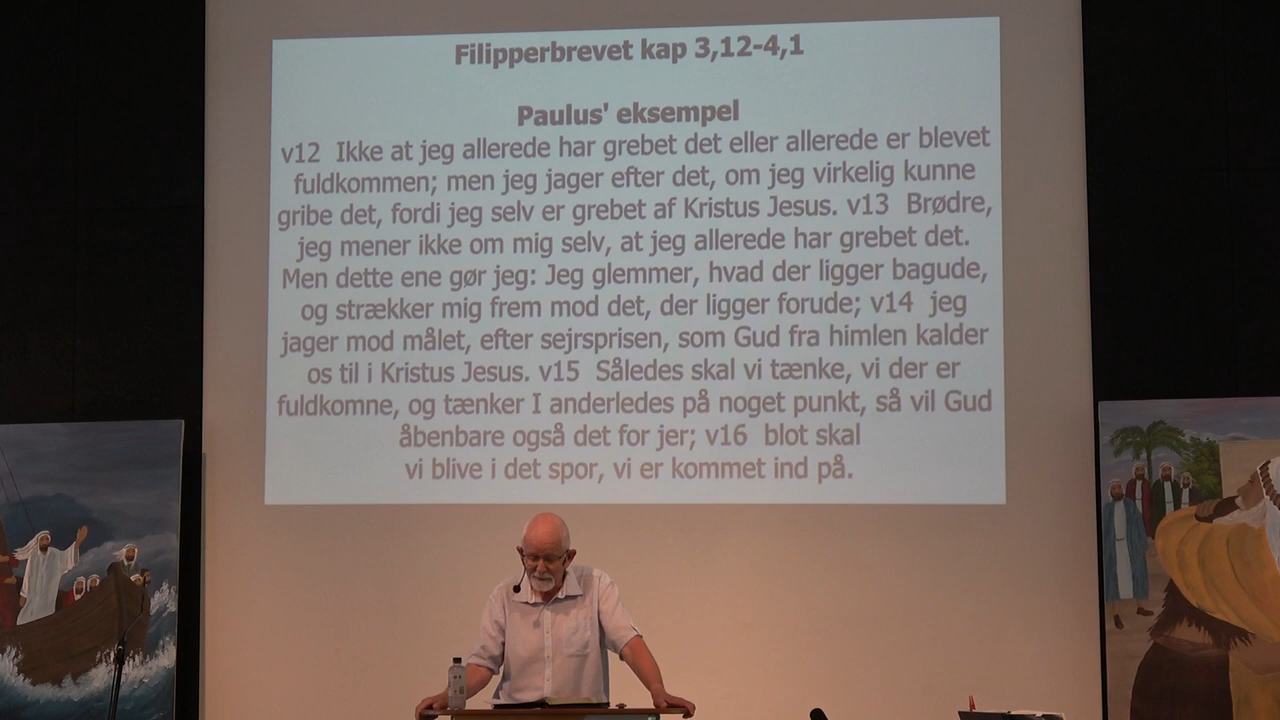 Filipperbrevet kap 3,12-4,1
Paulus' eksempel
v12 Ikke at jeg allerede har grebet det eller allerede er blevet
fuldkommen; men jeg jager efter det, om jeg virkelig kunne
gribe det, fordi jeg selv er grebet af Kristus Jesus. v13 Brødre,
jeg mener ikke om mig selv, at jeg allerede har grebet det.
Men dette ene gør jeg: Jeg glemmer, hvad der ligger bagude,
og strækker mig frem mod det, der ligger forude; v14 jeg
jager mod målet, efter sejrsprisen, som Gud fra himlen kalder
os til i Kristus Jesus. v15 Således skal vi tænke, vi der er
fuldkomne, og tænker I anderledes på noget punkt, så vil Gud
åbenbare også det for jer; v16 blot skal
vi blive i det spor, vi er kommet ind på.